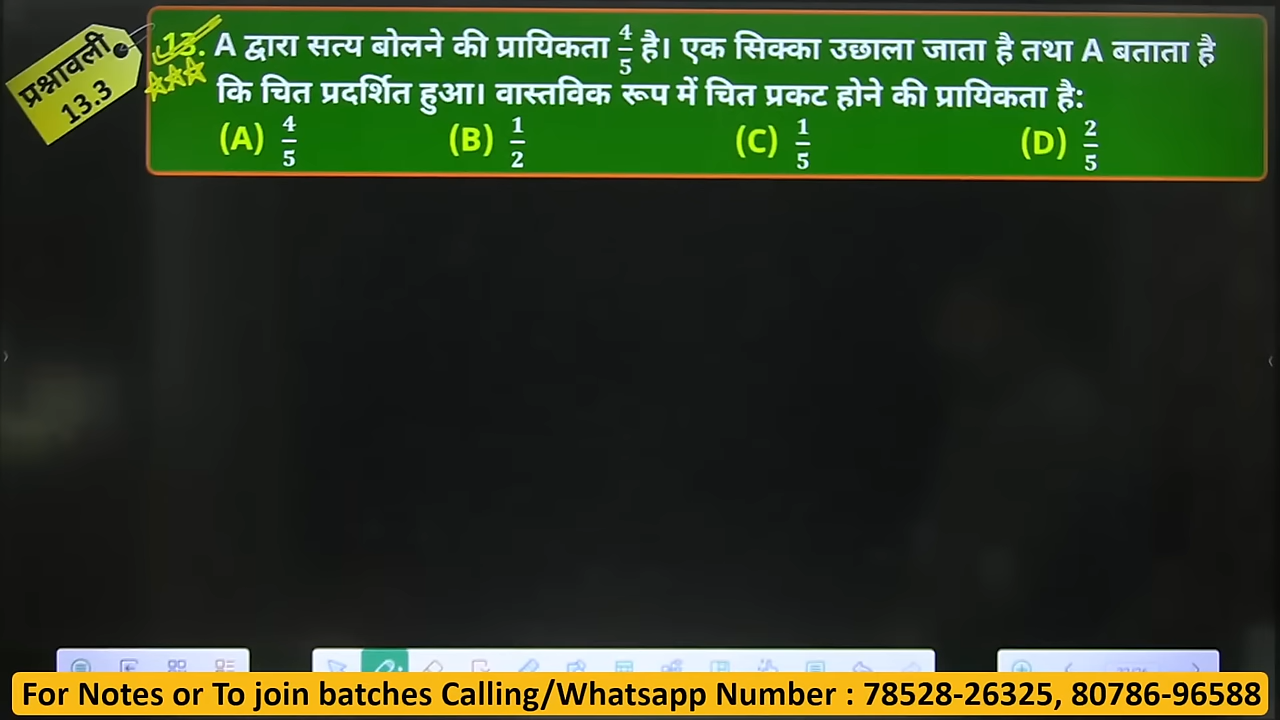 प्रश्नावली
13.3
13. A द्वारा सत्य बोलने की प्रायिकता 4/5 है। एक सिक्का उछाला जाता है तथा A बताता है
कि चित प्रदर्शित हुआ। वास्तविक रूप में चित प्रकट होने की प्रायिकता है:
(A) 4/5 (B) 1/2 (C) 1/5 (D) 2/5
For Notes or To join batches Calling/Whatsapp Number : 78528-26325, 80786-96588